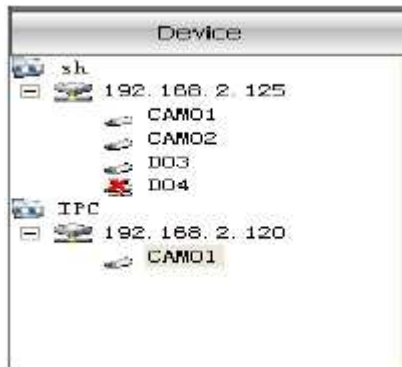 Device
sh
192.168.2.125
CAM01
CAM02
D03
D04
IPC
192.168.2.120
CAM01